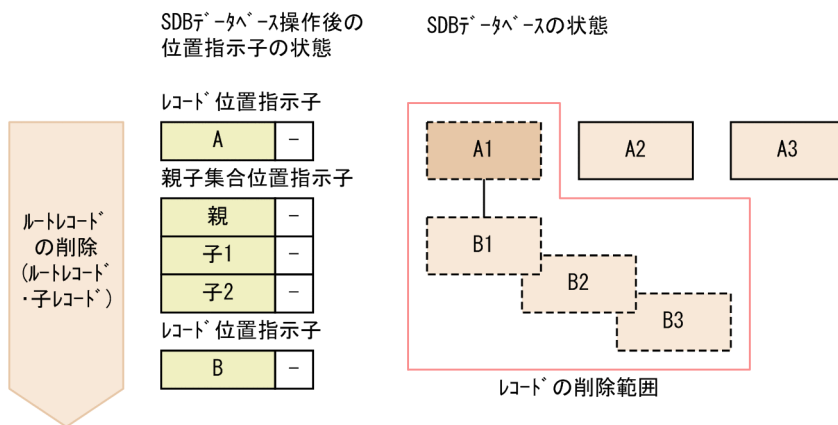 SDBﾃﾞｰﾀﾍﾞｰｽ操作後の
位置指示子の状態
SDBﾃﾞｰﾀﾍﾞｰｽの状態
ﾙｰﾄﾚｺｰﾄﾞ
の削除
(ﾙｰﾄﾚｺｰﾄﾞ
・子ﾚｺｰﾄﾞ)
ﾚｺｰﾄﾞ位置指示子
A －
親子集合位置指示子
親 －
子1 －
子2 －
ﾚｺｰﾄﾞ位置指示子
B －
A1
A2
A3
B1
B2
B3
ﾚｺｰﾄﾞの削除範囲